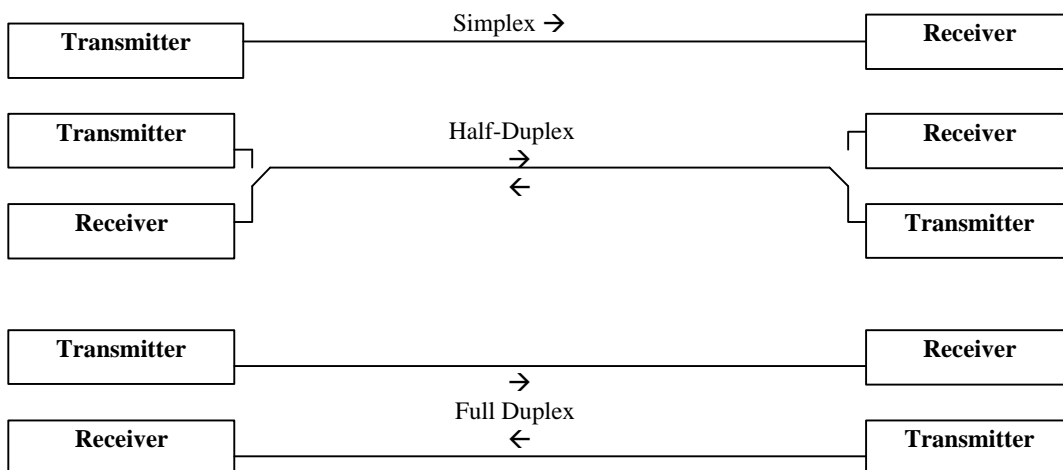 Simplex →
Transmitter
Receiver
Transmitter
Half-Duplex
Receiver
→
←
Receiver
Transmitter
Transmitter
Receiver
→
Full Duplex
←
Receiver
Transmitter